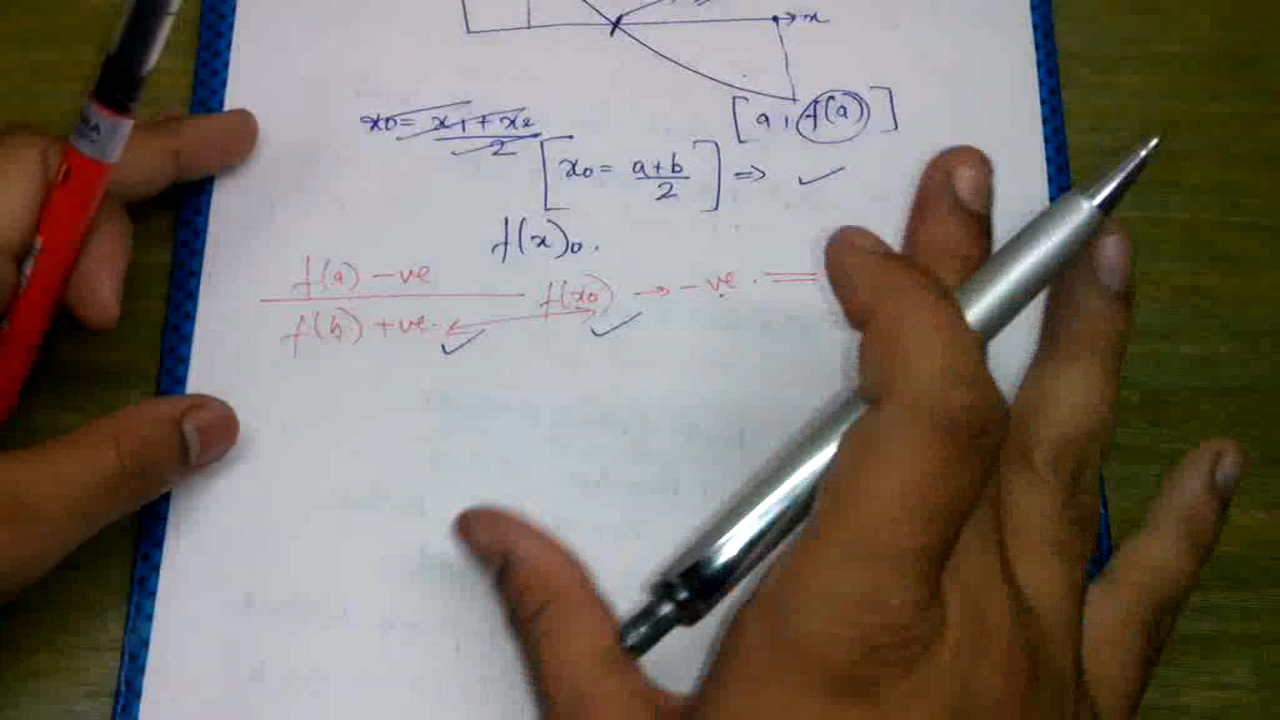 x
[a, f(a)]
x0 = x1 + x2 / 2
[x0 = a+b / 2] => ✓
f(x)0.
f(a) -ve
f(x0) → -ve. =
f(b) +ve.